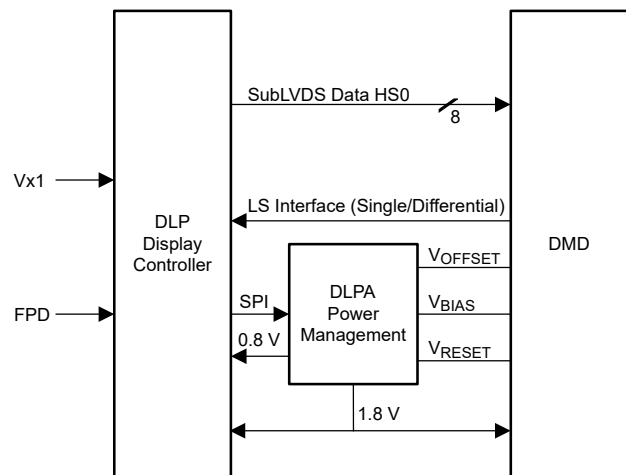 SubLVDS Data HS0
8
Vx1
LS Interface (Single/Differential)
DLP
Display
Controller
DMD
VOFFSET
SPI
DLPA
Power
Management
FPD
VBIAS
0.8 V
VRESET
1.8 V